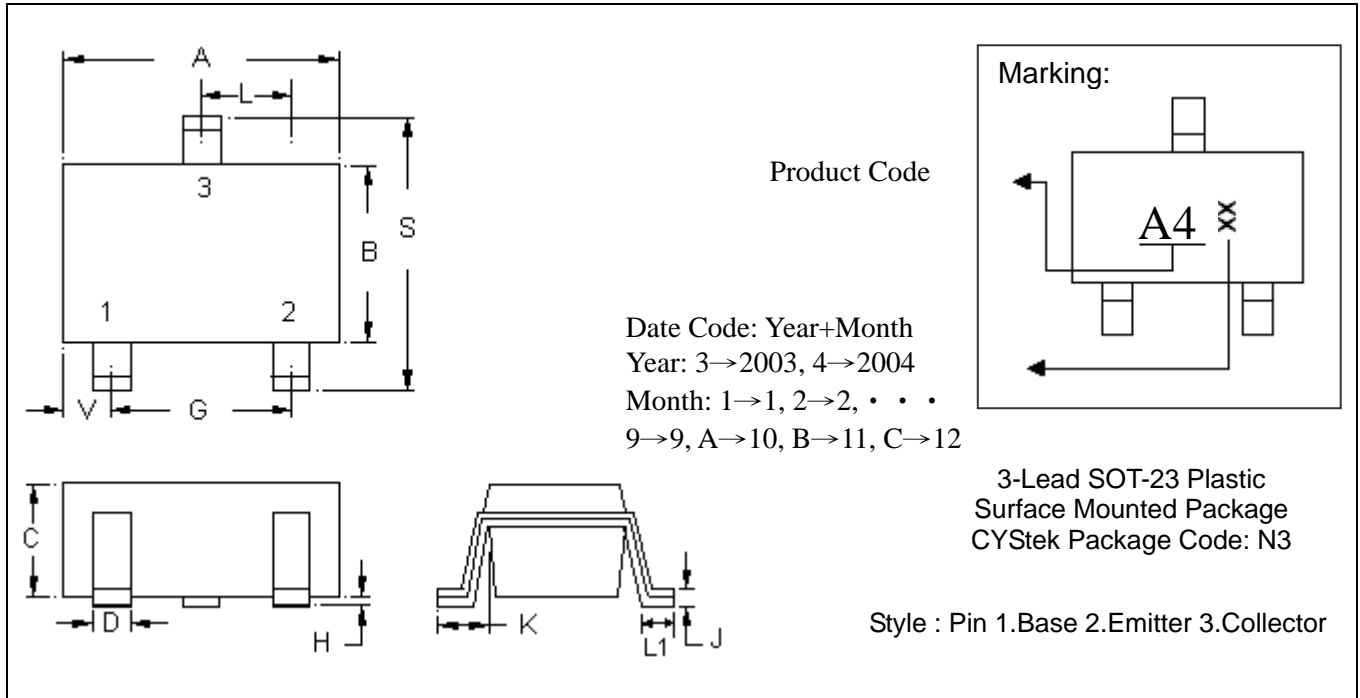 A
L
3
S
B
1
2
V
G
Marking:
Product Code
A4
XX
Date Code: Year+Month
Year: 3→2003, 4→2004
Month: 1→1, 2→2, ・ ・ ・
9→9, A→10, B→11, C→12
C
D
H
K
L1
J
3-Lead SOT-23 Plastic
Surface Mounted Package
CYStek Package Code: N3
Style : Pin 1.Base 2.Emitter 3.Collector